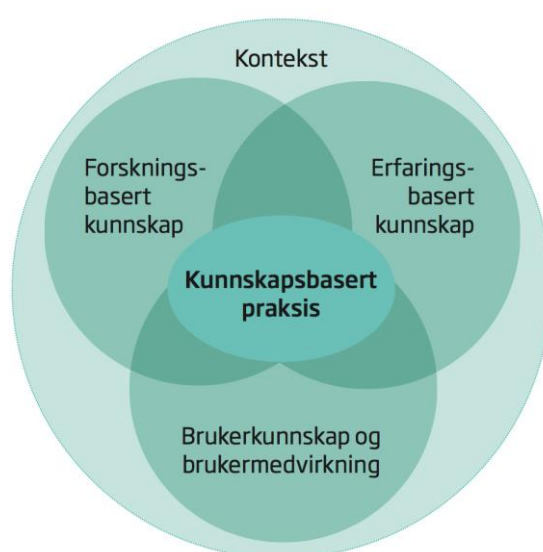 Kontekst
Forsknings-
basert
kunnskap
Erfarings-
basert
kunnskap
Kunnskapsbasert
praksis
Brukerkunnskap og
brukermedvirkning